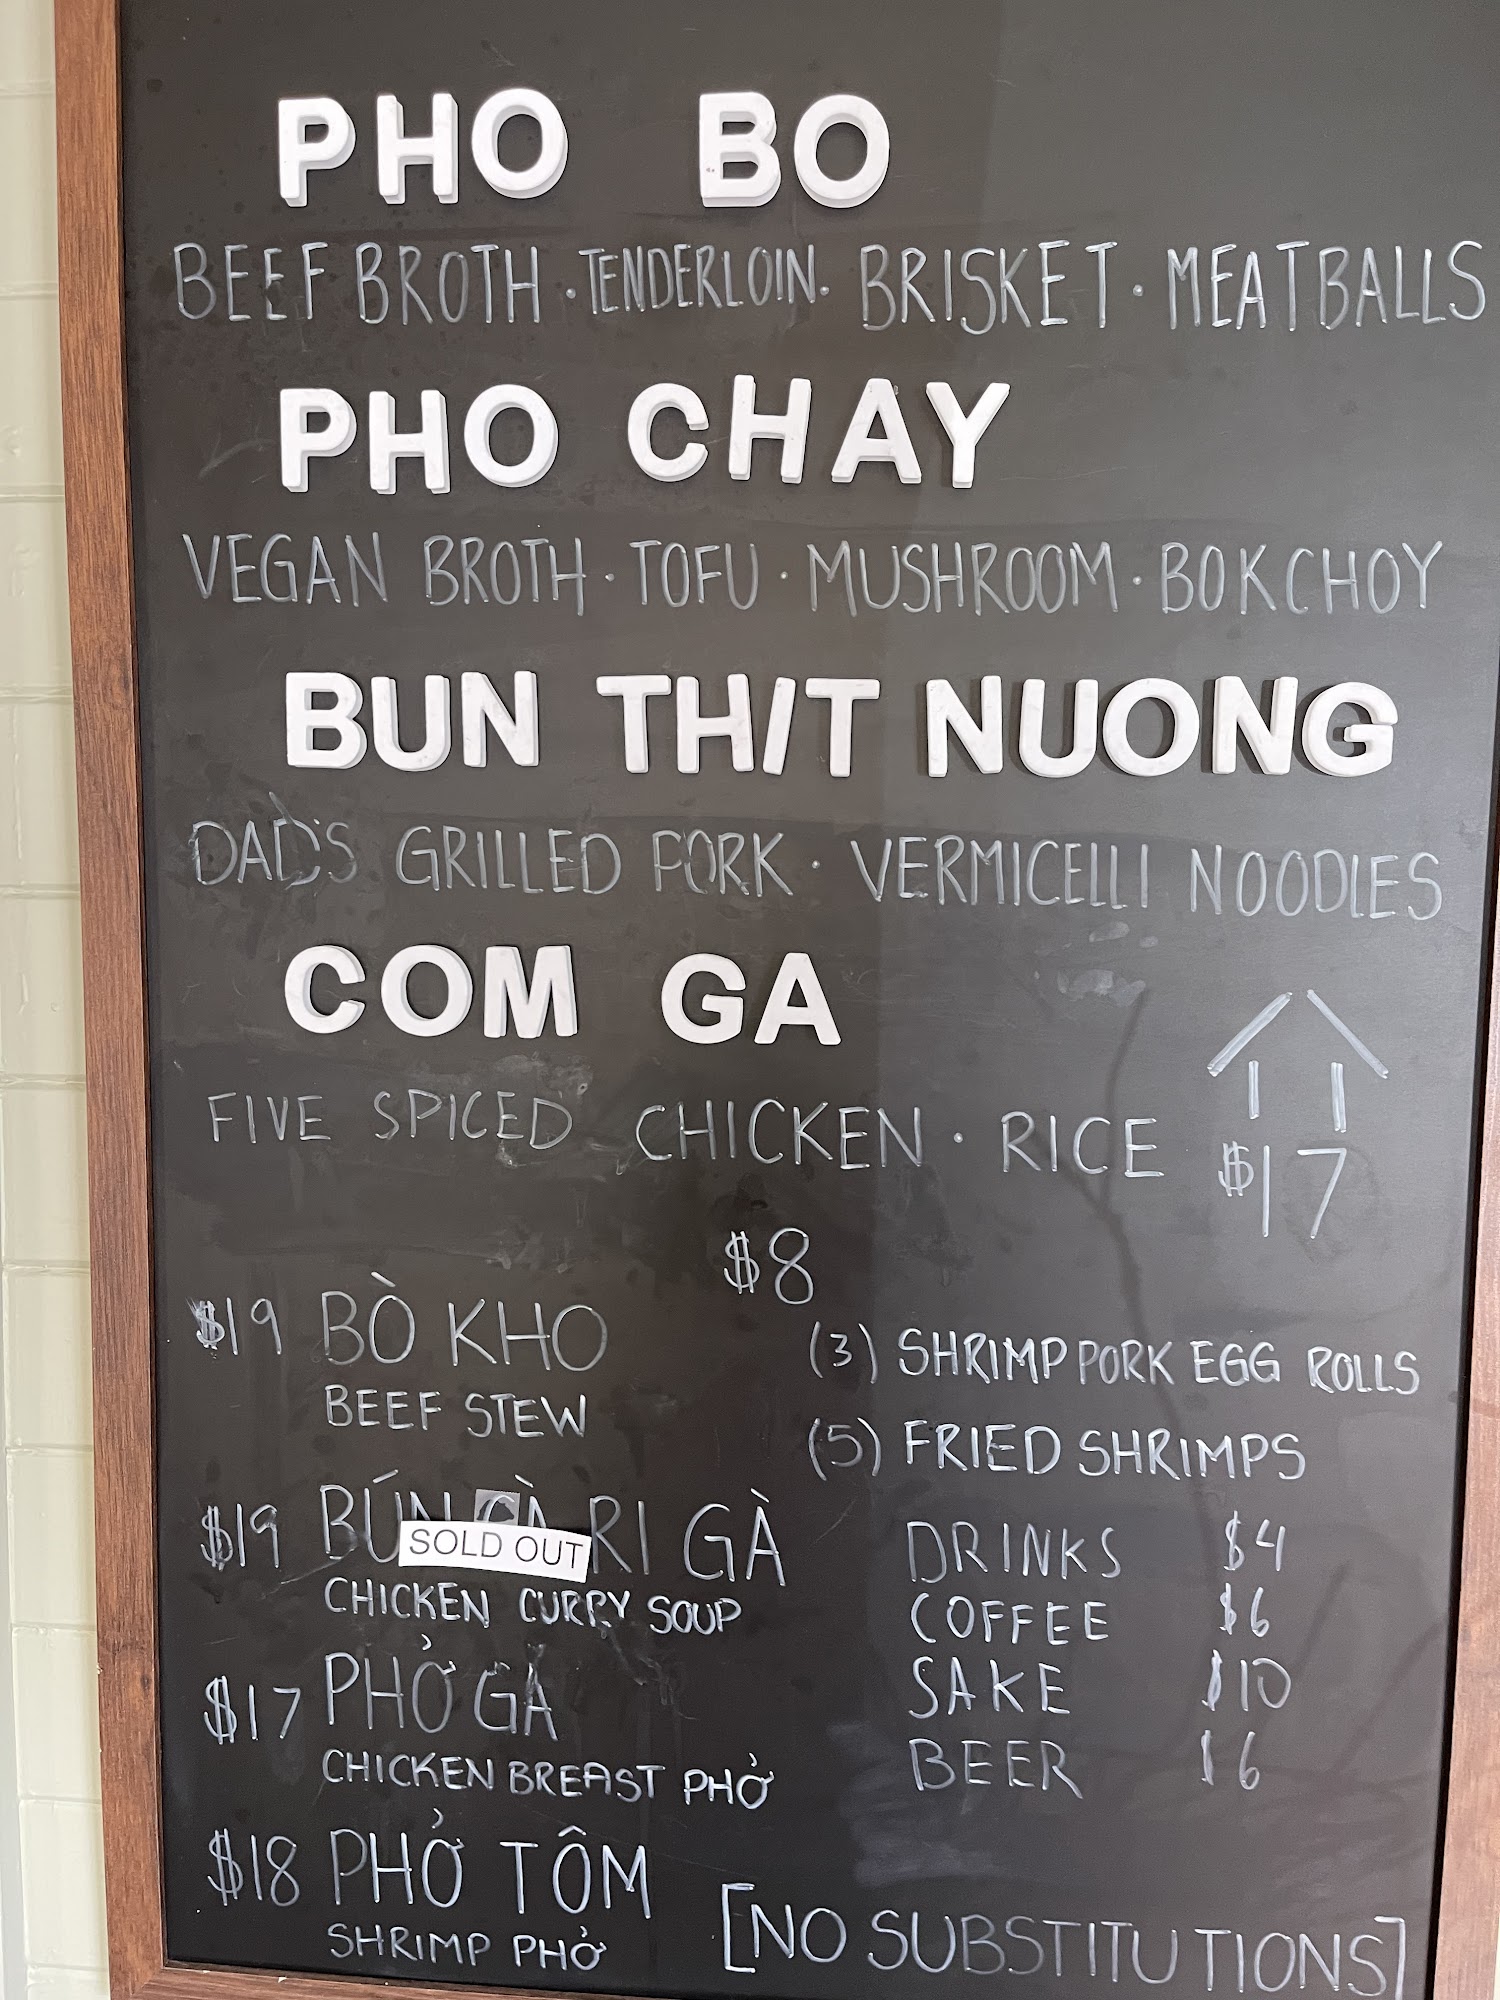 PHO BO
BEEF BROTH · TENDERLOIN · BRISKET · MEATBALLS
PHO CHAY
VEGAN BROTH · TOFU · MUSHROOM · BOKCHOY
BUN THIT NUONG
DAD'S GRILLED PORK · VERMICELLI NOODLES
COM GA
FIVE SPICED CHICKEN · RICE
$17
$19 BÒ KHO
BEEF STEW
$19 BÚN CÀ RI GÀ
SOLD OUT
CHICKEN CURRY SOUP
$17 PHỞ GÀ
CHICKEN BREAST PHỞ
$18 PHỞ TÔM
SHRIMP PHỞ
$8
(3) SHRIMP PORK EGG ROLLS
(5) FRIED SHRIMPS
DRINKS $4
COFFEE $6
SAKE $10
BEER $6
[NO SUBSTITUTIONS]